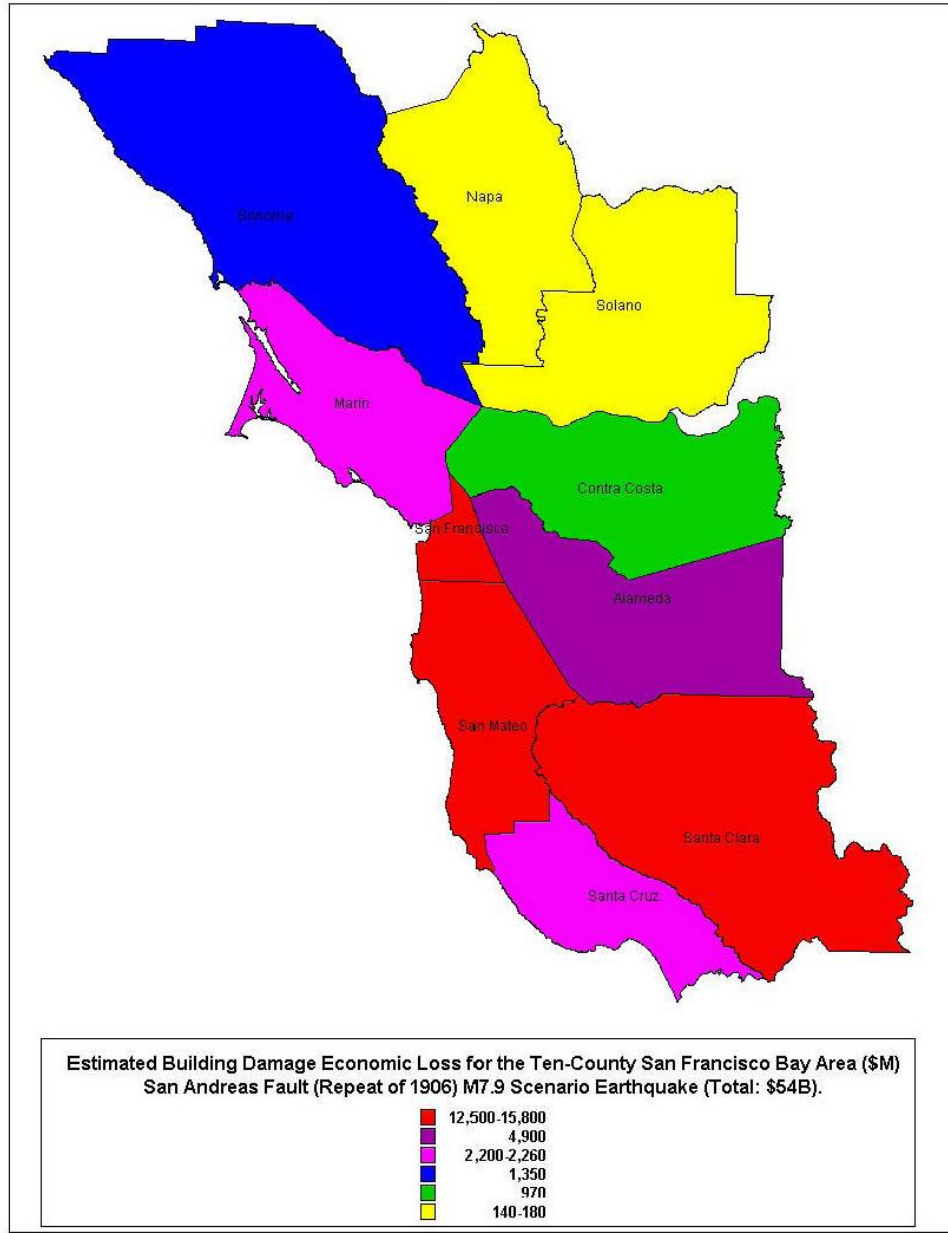 Napa
Sonoma
Solano
Marin
Contra Costa
San Francisco
Alameda
San Mateo
Santa Clara
Santa Cruz
Estimated Building Damage Economic Loss for the Ten-County San Francisco Bay Area ($M)
San Andreas Fault (Repeat of 1906) M7.9 Scenario Earthquake (Total: $54B).
12,500-15,800
4,900
2,200-2,260
1,350
970
140-180